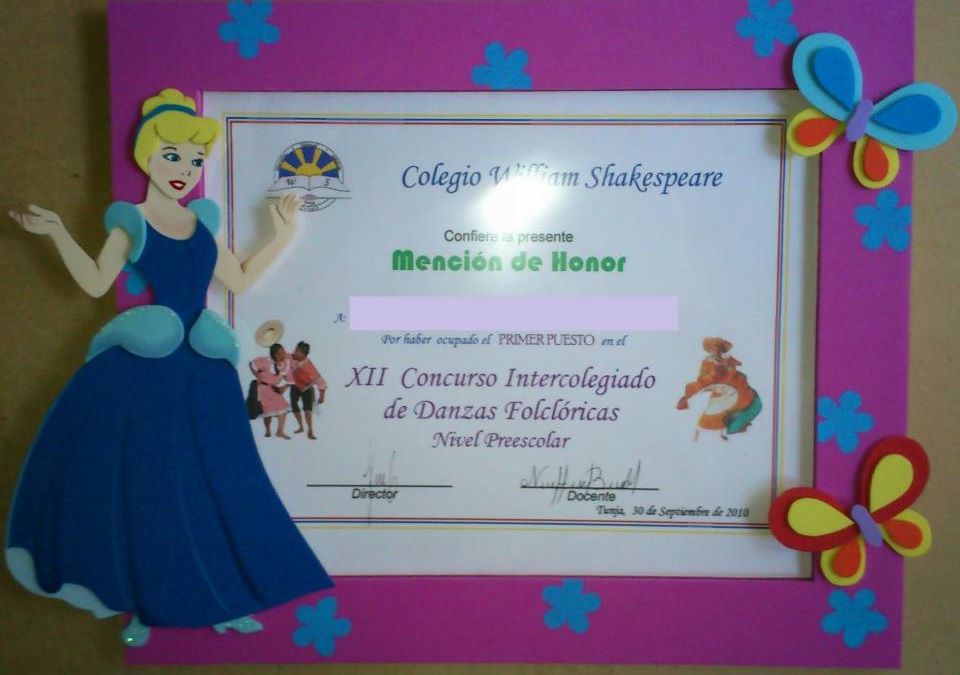 W S
Colegio William Shakespeare
Confiere la presente
Mención de Honor
A:
Por haber ocupado el PRIMER PUESTO en el
XII Concurso Intercolegiado
de Danzas Folclóricas
Nivel Preescolar
Director
Docente
Tunja, 30 de Septiembre de 2010